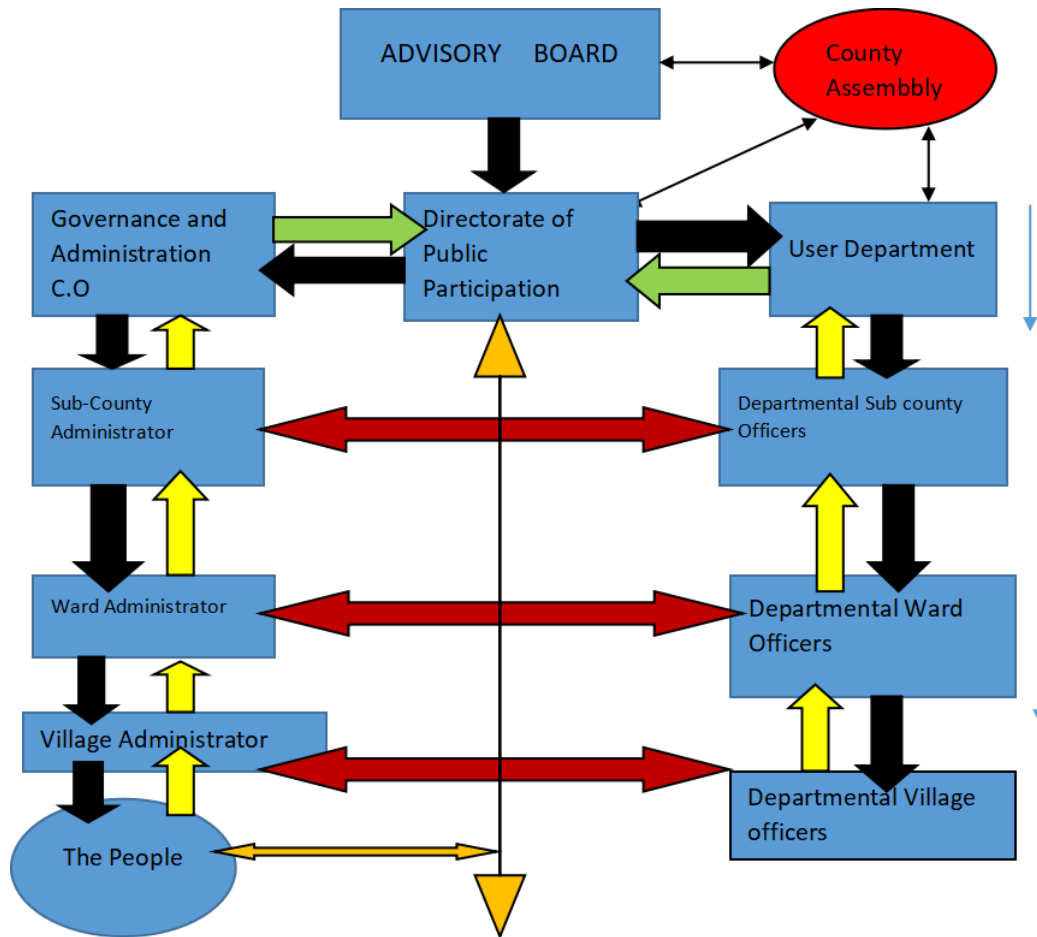 ADVISORY BOARD
County
Assembbly
Governance and
Administration
C.O
Directorate of
Public
Participation
User Department
Sub-County
Administrator
Departmental Sub county
Officers
Ward Administrator
Departmental Ward
Officers
Village Administrator
Departmental Village
officers
The People